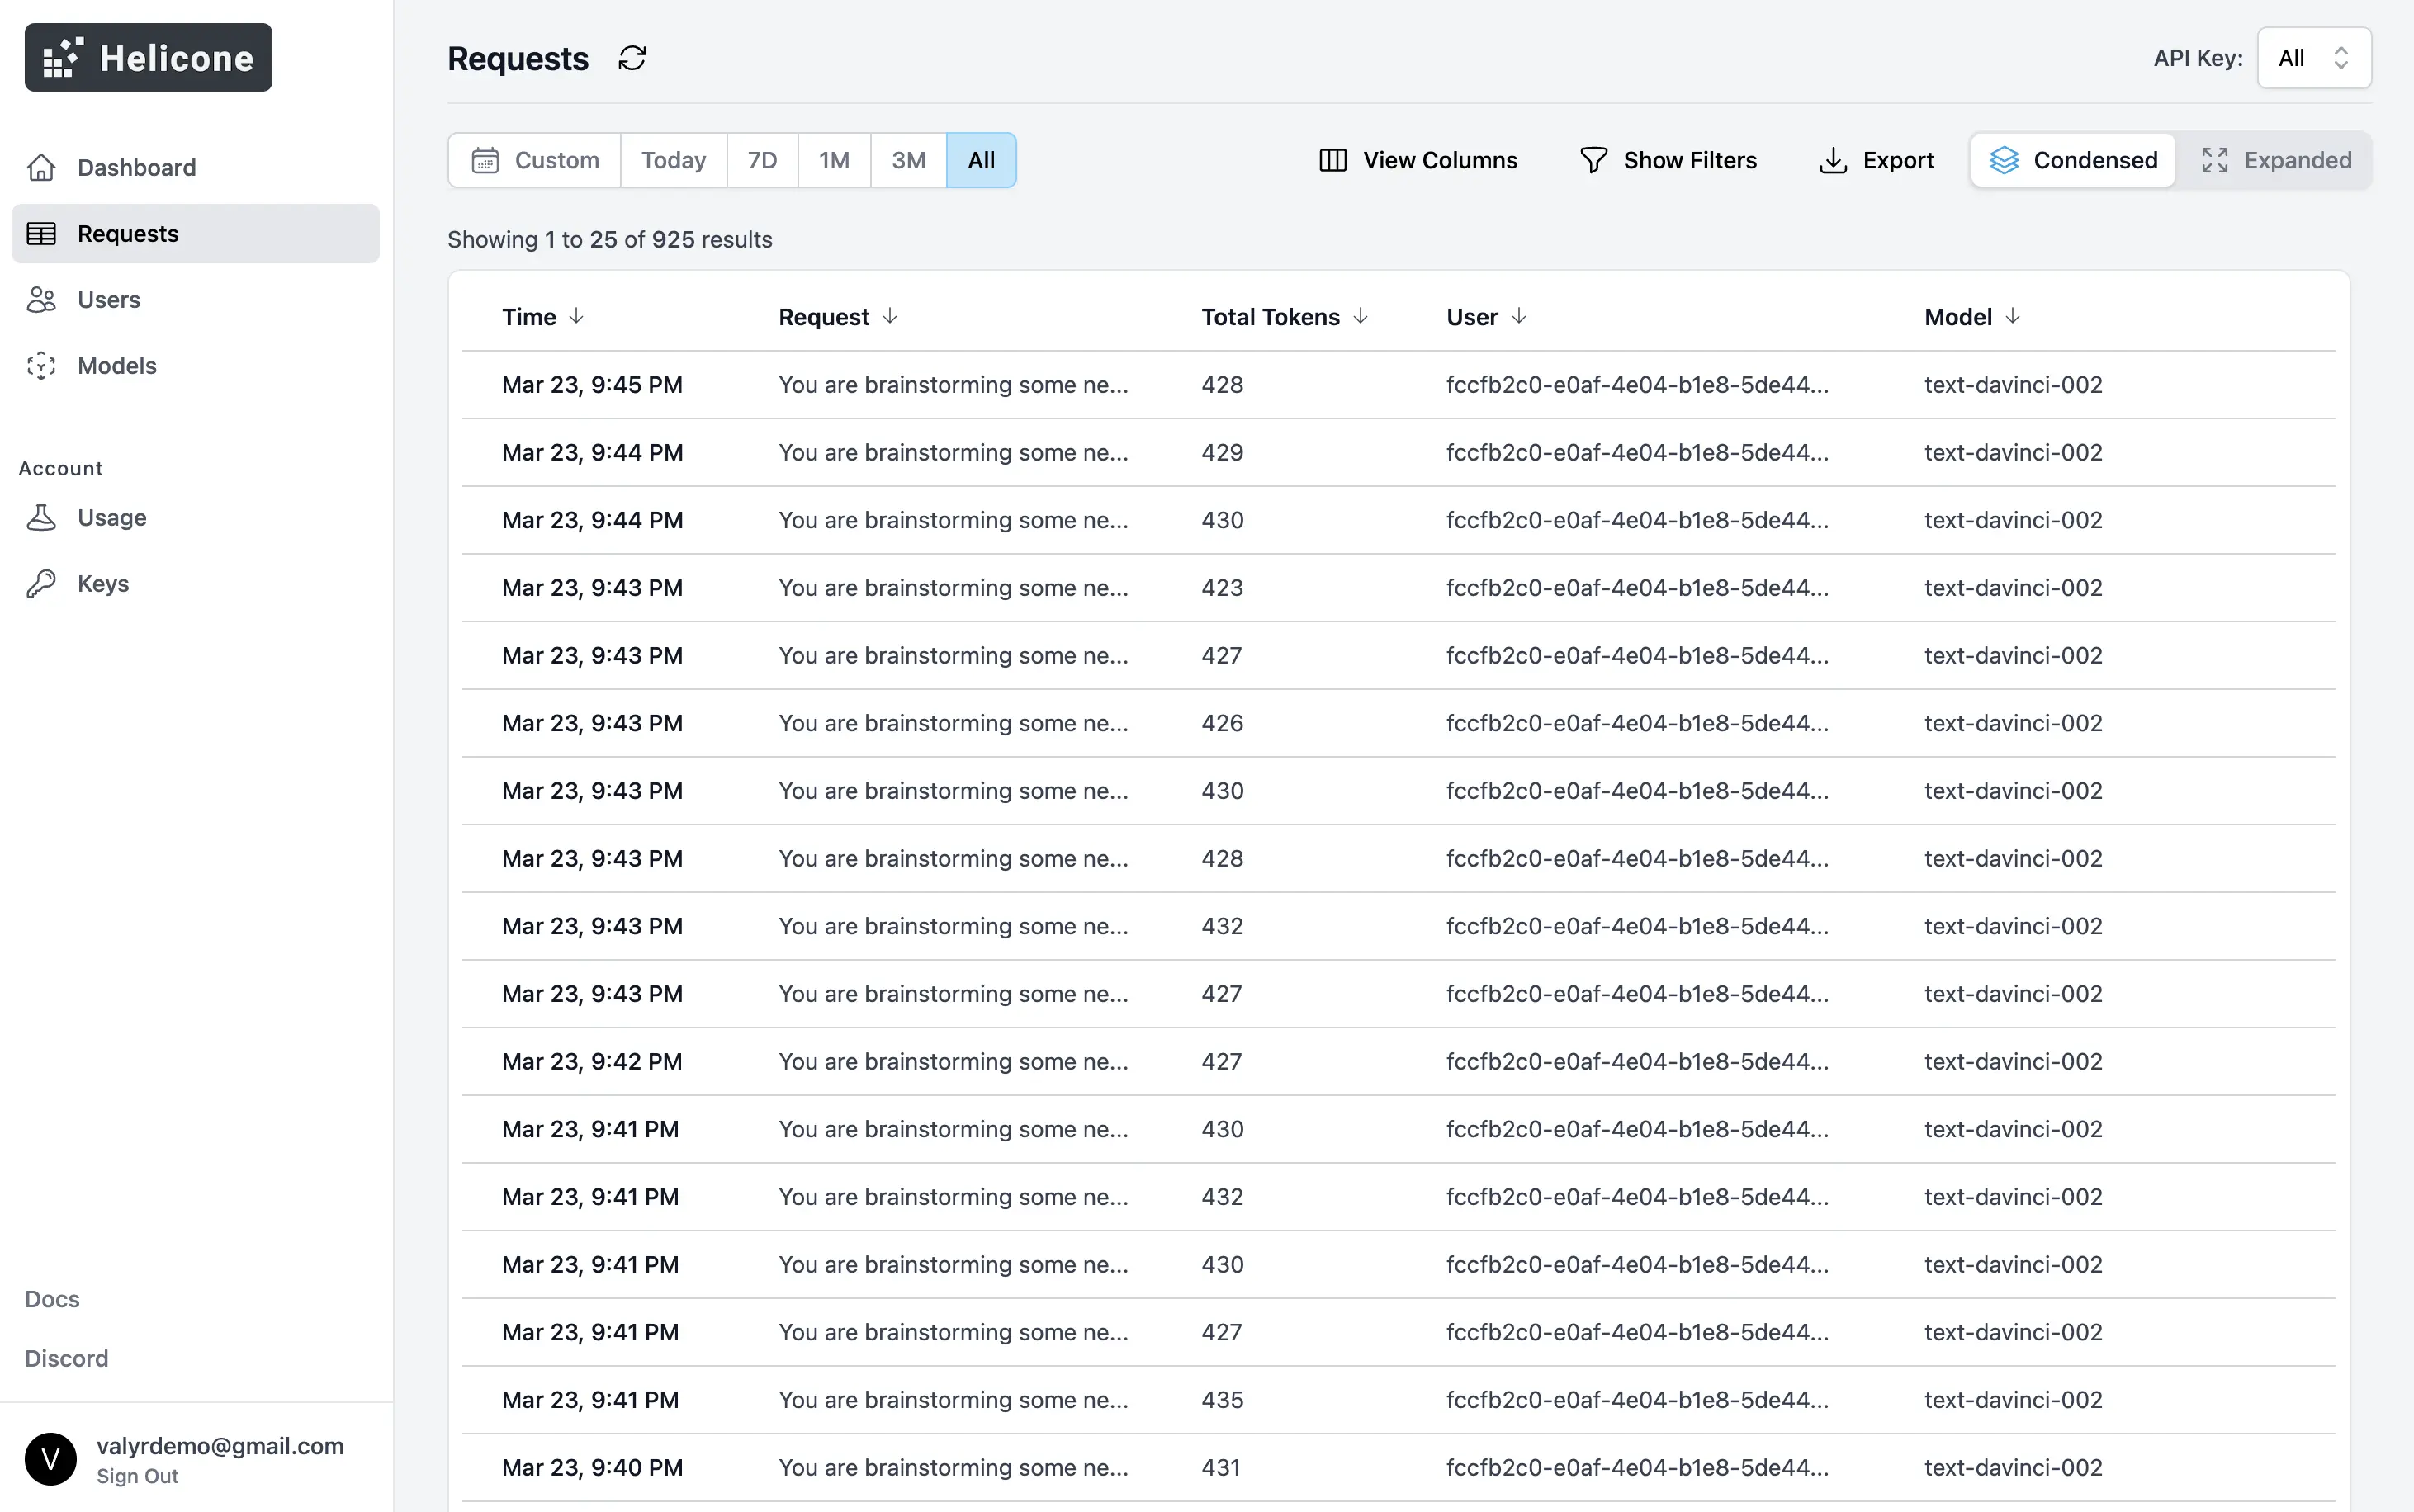 Helicone
Dashboard
Requests
Users
Models
Account
Usage
Keys
Docs
Discord
V
valyrdemo@gmail.com
Sign Out
Requests
API Key: All
Custom Today 7D 1M 3M All
View Columns Show Filters Export Condensed Expanded
Showing 1 to 25 of 925 results
Time Request Total Tokens User Model
Mar 23, 9:45 PM You are brainstorming some ne... 428 fccfb2c0-e0af-4e04-b1e8-5de44... text-davinci-002
Mar 23, 9:44 PM You are brainstorming some ne... 429 fccfb2c0-e0af-4e04-b1e8-5de44... text-davinci-002
Mar 23, 9:44 PM You are brainstorming some ne... 430 fccfb2c0-e0af-4e04-b1e8-5de44... text-davinci-002
Mar 23, 9:43 PM You are brainstorming some ne... 423 fccfb2c0-e0af-4e04-b1e8-5de44... text-davinci-002
Mar 23, 9:43 PM You are brainstorming some ne... 427 fccfb2c0-e0af-4e04-b1e8-5de44... text-davinci-002
Mar 23, 9:43 PM You are brainstorming some ne... 426 fccfb2c0-e0af-4e04-b1e8-5de44... text-davinci-002
Mar 23, 9:43 PM You are brainstorming some ne... 430 fccfb2c0-e0af-4e04-b1e8-5de44... text-davinci-002
Mar 23, 9:43 PM You are brainstorming some ne... 428 fccfb2c0-e0af-4e04-b1e8-5de44... text-davinci-002
Mar 23, 9:43 PM You are brainstorming some ne... 432 fccfb2c0-e0af-4e04-b1e8-5de44... text-davinci-002
Mar 23, 9:43 PM You are brainstorming some ne... 427 fccfb2c0-e0af-4e04-b1e8-5de44... text-davinci-002
Mar 23, 9:42 PM You are brainstorming some ne... 427 fccfb2c0-e0af-4e04-b1e8-5de44... text-davinci-002
Mar 23, 9:41 PM You are brainstorming some ne... 430 fccfb2c0-e0af-4e04-b1e8-5de44... text-davinci-002
Mar 23, 9:41 PM You are brainstorming some ne... 432 fccfb2c0-e0af-4e04-b1e8-5de44... text-davinci-002
Mar 23, 9:41 PM You are brainstorming some ne... 430 fccfb2c0-e0af-4e04-b1e8-5de44... text-davinci-002
Mar 23, 9:41 PM You are brainstorming some ne... 427 fccfb2c0-e0af-4e04-b1e8-5de44... text-davinci-002
Mar 23, 9:41 PM You are brainstorming some ne... 435 fccfb2c0-e0af-4e04-b1e8-5de44... text-davinci-002
Mar 23, 9:40 PM You are brainstorming some ne... 431 fccfb2c0-e0af-4e04-b1e8-5de44... text-davinci-002